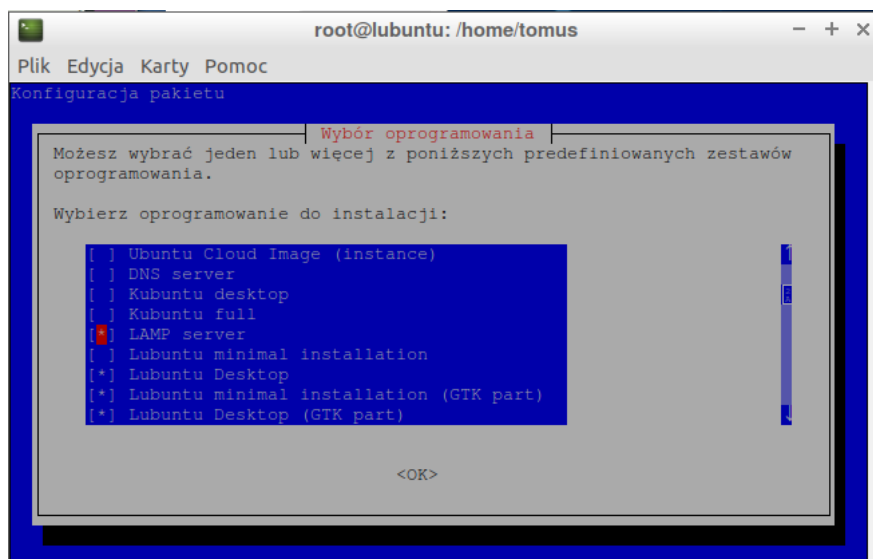 root@lubuntu: /home/tomus
Plik Edycja Karty Pomoc
Konfiguracja pakietu
Wybór oprogramowania
Możesz wybrać jeden lub więcej z poniższych predefiniowanych zestawów
oprogramowania.
Wybierz oprogramowanie do instalacji:
[ ] Ubuntu Cloud Image (instance)
[ ] DNS server
[ ] Kubuntu desktop
[ ] Kubuntu full
[*] LAMP server
[ ] Lubuntu minimal installation
[*] Lubuntu Desktop
[*] Lubuntu minimal installation (GTK part)
[*] Lubuntu Desktop (GTK part)
<OK>